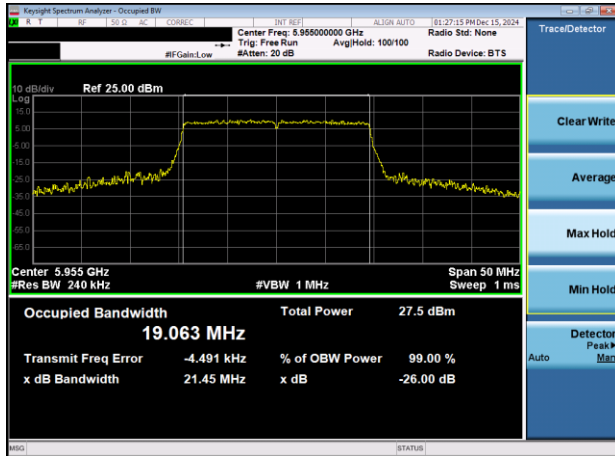 Keysight Spectrum Analyzer - Occupied BW
R T RF 50 Ω AC CORREC INT REF ALIGN AUTO 01:27:15 PM Dec 15, 2024
Center Freq: 5.955000000 GHz Radio Std: None
Trig: Free Run Avg|Hold: 100/100
#IFGain:Low #Atten: 20 dB Radio Device: BTS
Trace/Detector
10 dB/div Ref 25.00 dBm
Log
15.0
5.00
-5.00
-15.0
-25.0
-35.0
-45.0
-55.0
-65.0
Center 5.955 GHz Span 50 MHz
#Res BW 240 kHz #VBW 1 MHz Sweep 1 ms
Occupied Bandwidth Total Power 27.5 dBm
19.063 MHz
Transmit Freq Error -4.491 kHz % of OBW Power 99.00 %
x dB Bandwidth 21.45 MHz x dB -26.00 dB
Clear Write
Average
Max Hold
Min Hold
Detector
Peak▶
Auto Man
MSG STATUS